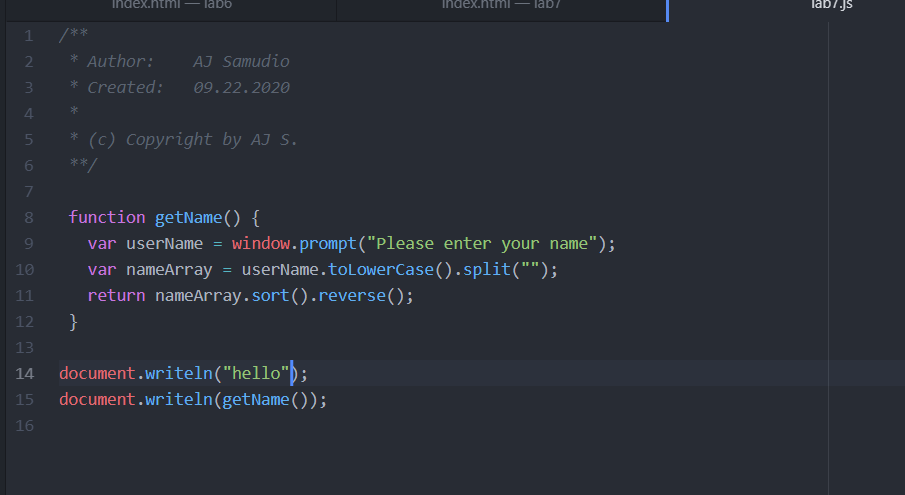 index.html — lab6 index.html — lab7 lab7.js
1 /**
2 * Author: AJ Samudio
3 * Created: 09.22.2020
4 *
5 * (c) Copyright by AJ S.
6 **/
7
8 function getName() {
9 var userName = window.prompt("Please enter your name");
10 var nameArray = userName.toLowerCase().split("");
11 return nameArray.sort().reverse();
12 }
13
14 document.writeln("hello");
15 document.writeln(getName());
16